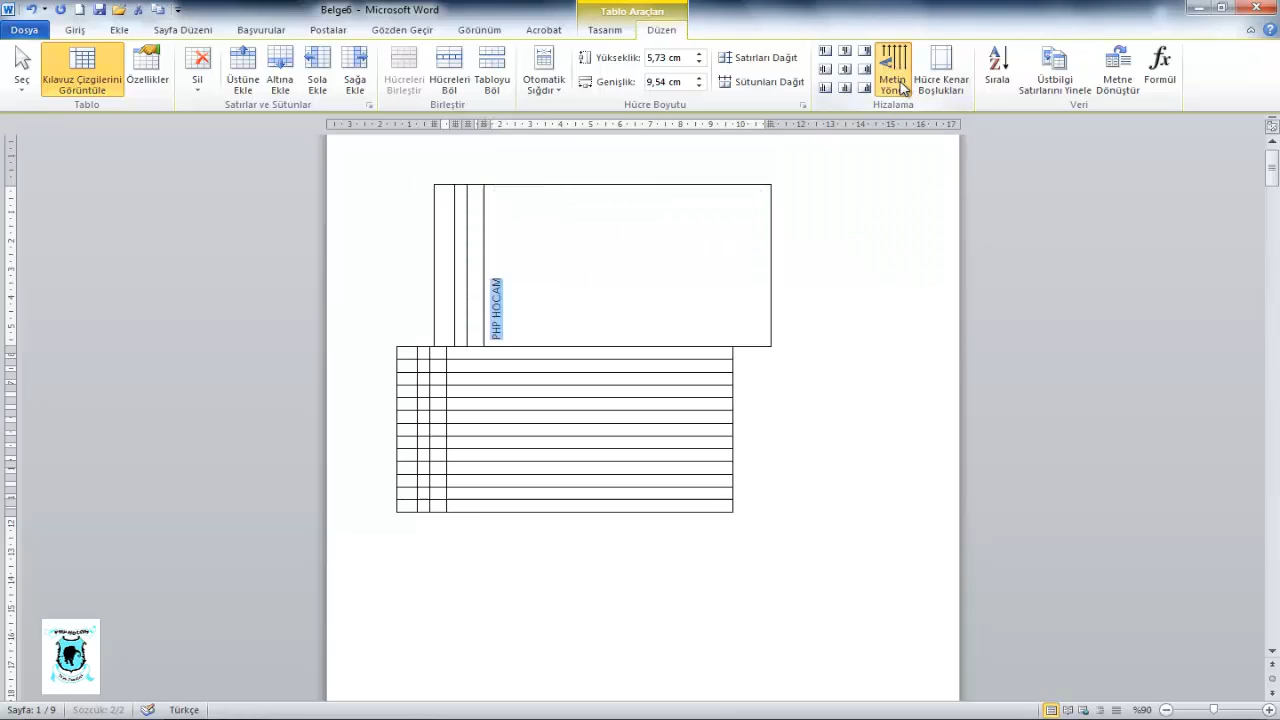 Belge6 - Microsoft Word
Tablo Araçları
Dosya Giriş Ekle Sayfa Düzeni Başvurular Postalar Gözden Geçir Görünüm Acrobat Tasarım Düzen
Seç
Kılavuz Çizgilerini Görüntüle
Özellikler
Tablo
Sil
Üstüne Ekle
Altına Ekle
Sola Ekle
Sağa Ekle
Satırlar ve Sütunlar
Hücreleri Birleştir
Hücreleri Böl
Tabloyu Böl
Birleştir
Otomatik Sığdır
Yükseklik: 5,73 cm
Genişlik: 9,54 cm
Satırları Dağıt
Sütunları Dağıt
Hücre Boyutu
Metin
Yönü
Hücre Kenar Boşlukları
Hizalama
Sırala
Üstbilgi Satırlarını Yinele
Metne Dönüştür
Formül
Veri
PHP HOCAM
Sayfa: 1 / 9 Sözcük: 2/2 Türkçe %90